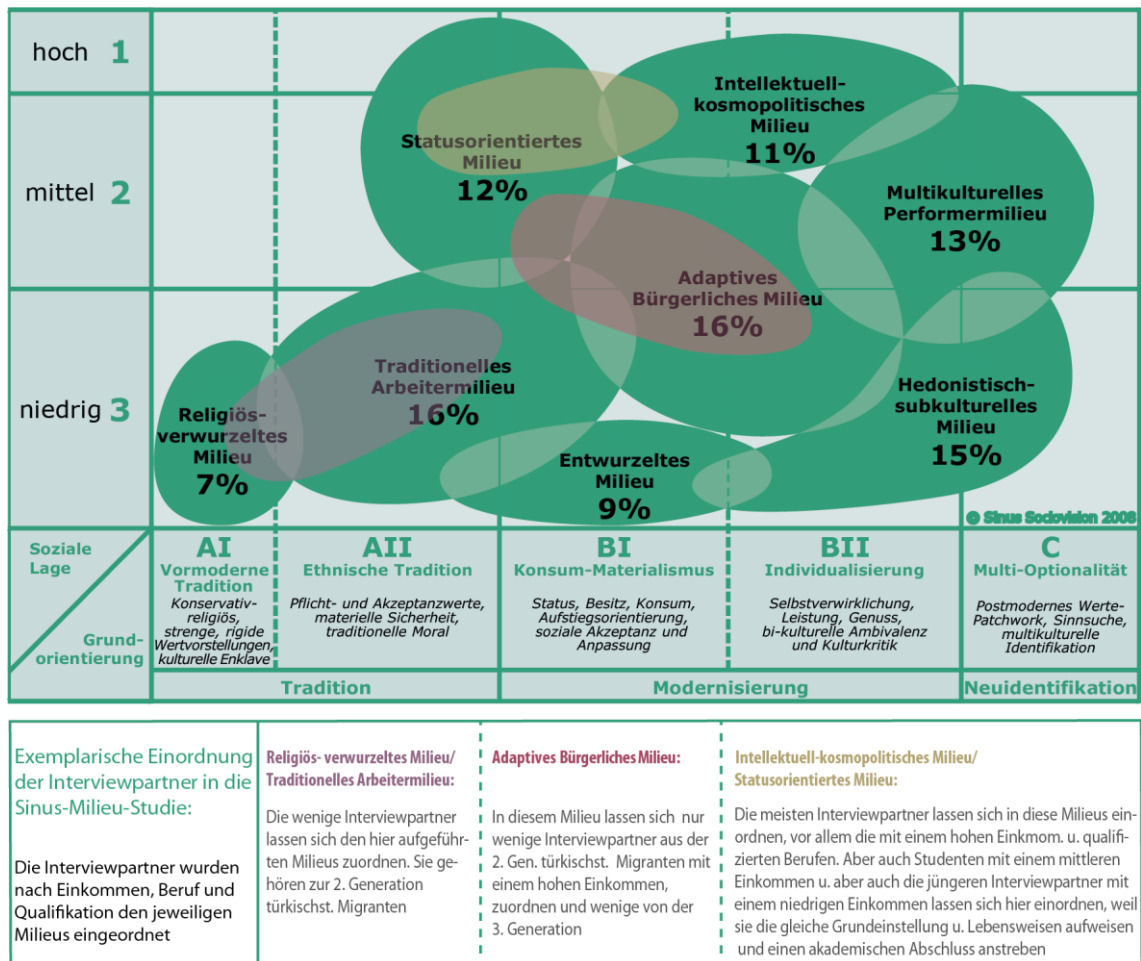 hoch 1
mittel 2
niedrig 3
Statusorientiertes
Milieu
12%
Intellektuell-
kosmopolitisches
Milieu
11%
Multikulturelles
Performermilieu
13%
Adaptives
Bürgerliches Milieu
16%
Traditionelles
Arbeitermilieu
16%
Religiös-
verwurzeltes
Milieu
7%
Entwurzeltes
Milieu
9%
Hedonistisch-
subkulturelles
Milieu
15%
© Sinus Sociovision 2008
Soziale
Lage
Grund-
orientierung
AI
Vormoderne
Tradition
Konservativ-
religiös,
strenge, rigide
Wertvorstellungen,
kulturelle Enklave
AII
Ethnische Tradition
Pflicht- und Akzeptanzwerte,
materielle Sicherheit,
traditionelle Moral
BI
Konsum-Materialismus
Status, Besitz, Konsum,
Aufstiegsorientierung,
soziale Akzeptanz und
Anpassung
BII
Individualisierung
Selbstverwirklichung,
Leistung, Genuss,
bi-kulturelle Ambivalenz
und Kulturkritik
C
Multi-Optionalität
Postmodernes Werte-
Patchwork, Sinnsuche,
multikulturelle
Identifikation
Tradition
Modernisierung
Neuidentifikation
Exemplarische Einordnung
der Interviewpartner in die
Sinus-Milieu-Studie:
Die Interviewpartner wurden
nach Einkommen, Beruf und
Qualifikation den jeweiligen
Milieus eingeordnet
Religiös- verwurzeltes Milieu/
Traditionelles Arbeitermilieu:
Die wenige Interviewpartner
lassen sich den hier aufgeführ-
ten Milieus zuordnen. Sie ge-
hören zur 2. Generation
türkischst. Migranten
Adaptives Bürgerliches Milieu:
In diesem Milieu lassen sich nur
wenige Interviewpartner aus der
2. Gen. türkischst. Migranten mit
einem hohen Einkommen,
zuordnen und wenige von der
3. Generation
Intellektuell-kosmopolitisches Milieu/
Statusorientiertes Milieu:
Die meisten Interviewpartner lassen sich in diese Milieus ein-
ordnen, vor allem die mit einem hohen Einkmom. u. qualifi-
zierten Berufen. Aber auch Studenten mit einem mittleren
Einkommen u. aber auch die jüngeren Interviewpartner mit
einem niedrigen Einkommen lassen sich hier einordnen, weil
sie die gleiche Grundeinstellung u. Lebensweisen aufweisen
und einen akademischen Abschluss anstreben